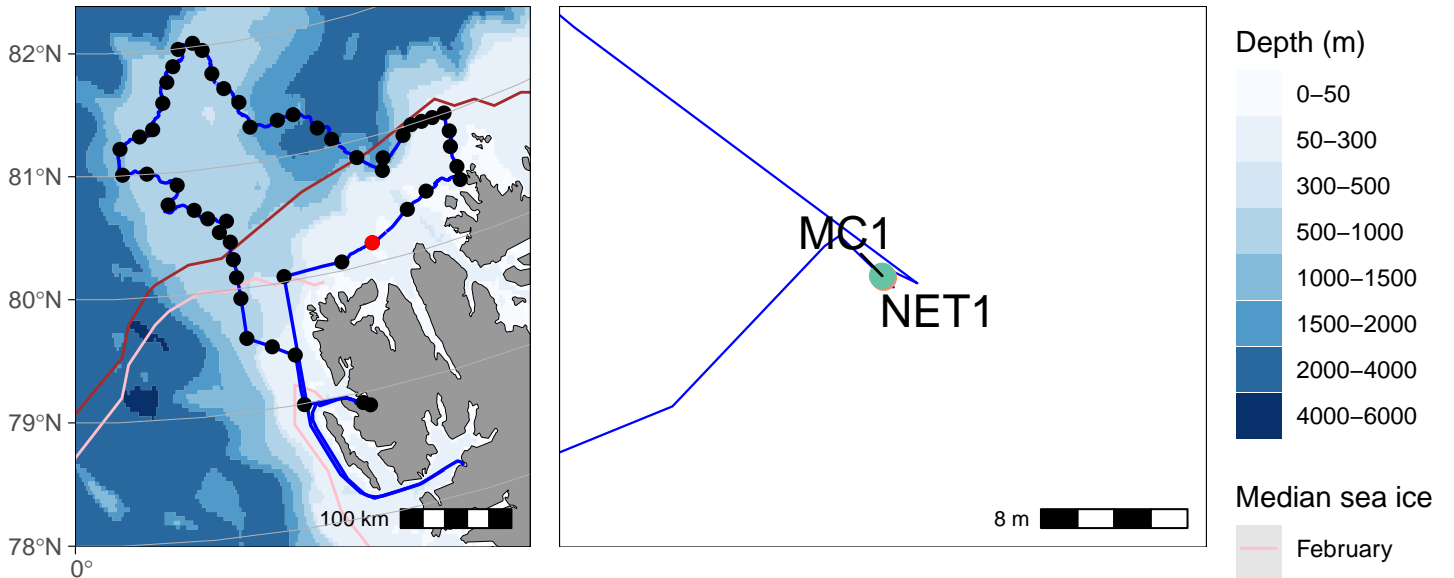 82°N
81°N
80°N
79°N
78°N
0°
100 km
MC1
NET1
8 m
Depth (m)
0–50
50–300
300–500
500–1000
1000–1500
1500–2000
2000–4000
4000–6000
Median sea ice
February